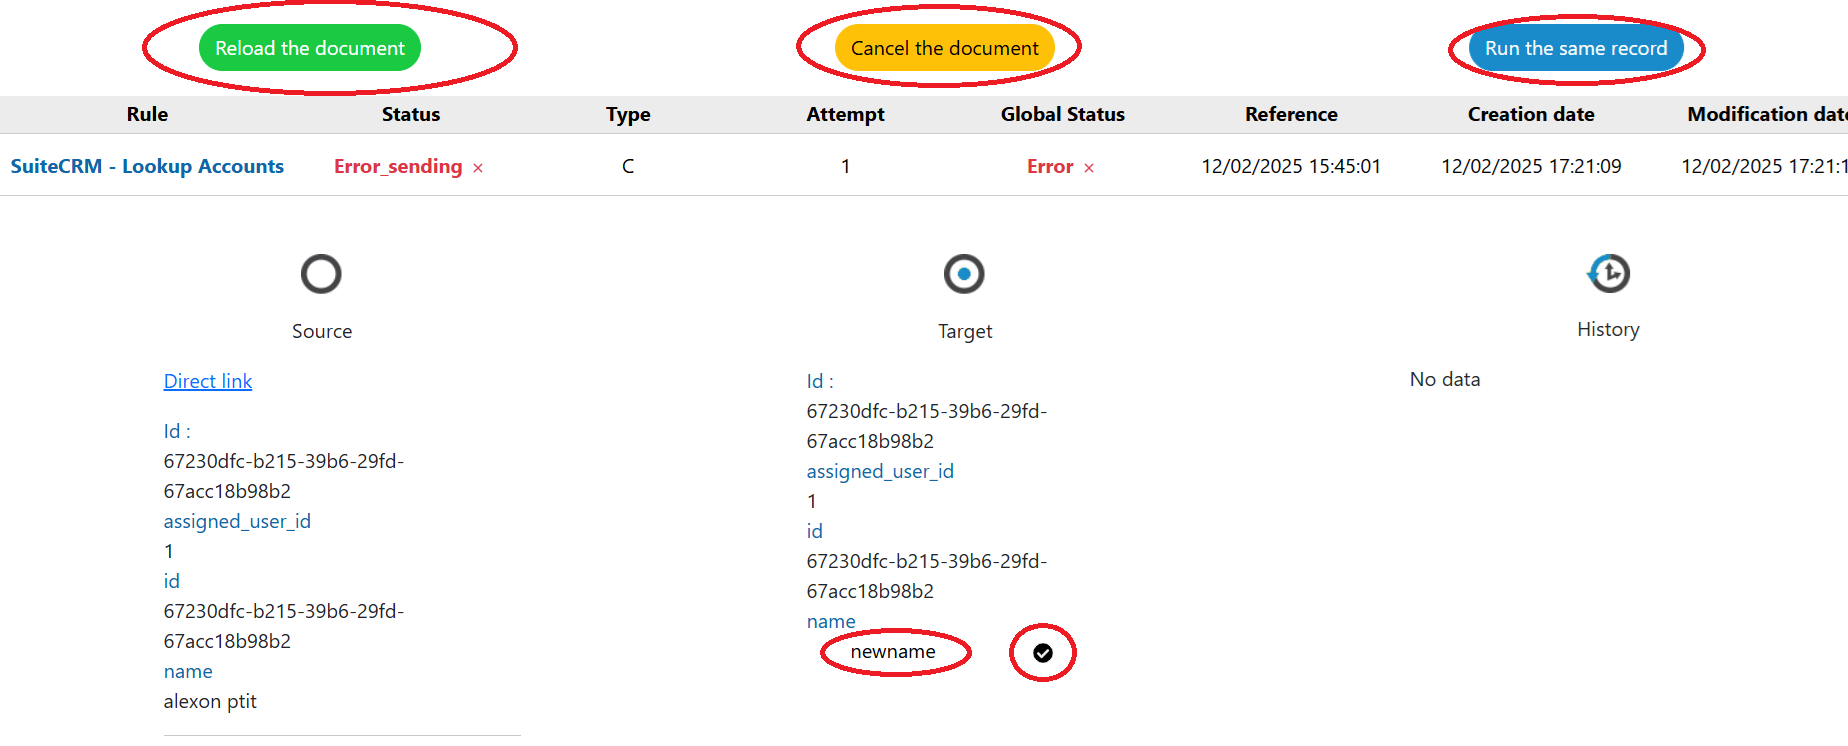 Reload the document
Cancel the document
Run the same record
Rule Status Type Attempt Global Status Reference Creation date Modification date
SuiteCRM - Lookup Accounts Error_sending × C 1 Error × 12/02/2025 15:45:01 12/02/2025 17:21:09 12/02/2025 17:21:1
Source
Direct link
Id :
67230dfc-b215-39b6-29fd-
67acc18b98b2
assigned_user_id
1
id
67230dfc-b215-39b6-29fd-
67acc18b98b2
name
alexon ptit
Target
Id :
67230dfc-b215-39b6-29fd-
67acc18b98b2
assigned_user_id
1
id
67230dfc-b215-39b6-29fd-
67acc18b98b2
name
newname
History
No data